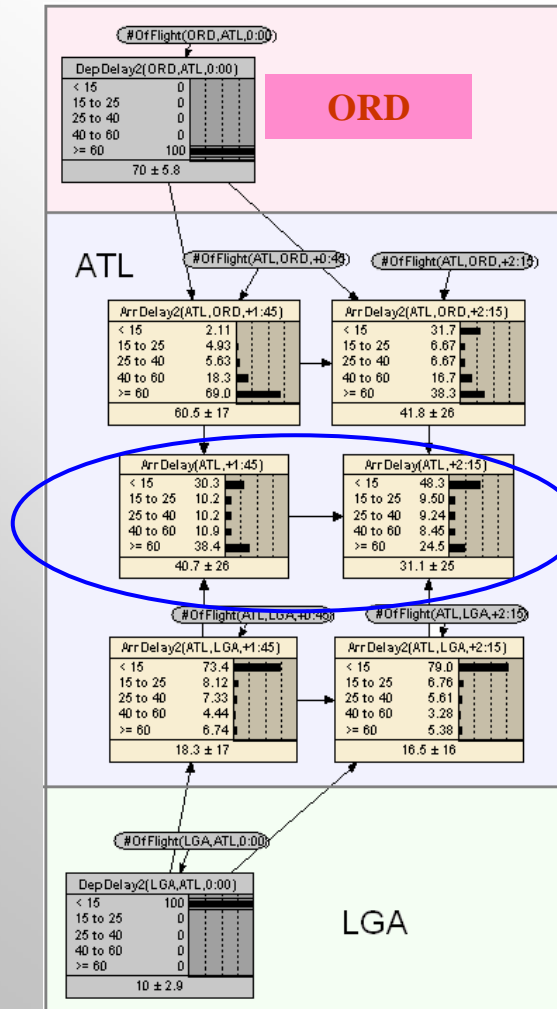 #OfFlight(ORD,ATL,0:00)
DepDelay2(ORD,ATL,0:00)
< 15 0
15 to 25 0
25 to 40 0
40 to 60 0
>= 60 100
70 ± 5.8
ORD
ATL
#OfFlight(ATL,ORD,+0:45)
#OfFlight(ATL,ORD,+2:15)
ArrDelay2(ATL,ORD,+1:45)
< 15 2.11
15 to 25 4.93
25 to 40 5.63
40 to 60 18.3
>= 60 69.0
60.5 ± 17
ArrDelay2(ATL,ORD,+2:15)
< 15 31.7
15 to 25 6.67
25 to 40 6.67
40 to 60 16.7
>= 60 38.3
41.8 ± 26
ArrDelay(ATL,+1:45)
< 15 30.3
15 to 25 10.2
25 to 40 10.2
40 to 60 10.9
>= 60 38.4
40.7 ± 26
ArrDelay(ATL,+2:15)
< 15 48.3
15 to 25 9.50
25 to 40 9.24
40 to 60 8.45
>= 60 24.5
31.1 ± 25
#OfFlight(ATL,LGA,+0:45)
#OfFlight(ATL,LGA,+2:15)
ArrDelay2(ATL,LGA,+1:45)
< 15 73.4
15 to 25 8.12
25 to 40 7.33
40 to 60 4.44
>= 60 6.74
18.3 ± 17
ArrDelay2(ATL,LGA,+2:15)
< 15 79.0
15 to 25 6.76
25 to 40 5.61
40 to 60 3.28
>= 60 5.38
16.5 ± 16
#OfFlight(LGA,ATL,0:00)
DepDelay2(LGA,ATL,0:00)
< 15 100
15 to 25 0
25 to 40 0
40 to 60 0
>= 60 0
10 ± 2.9
LGA